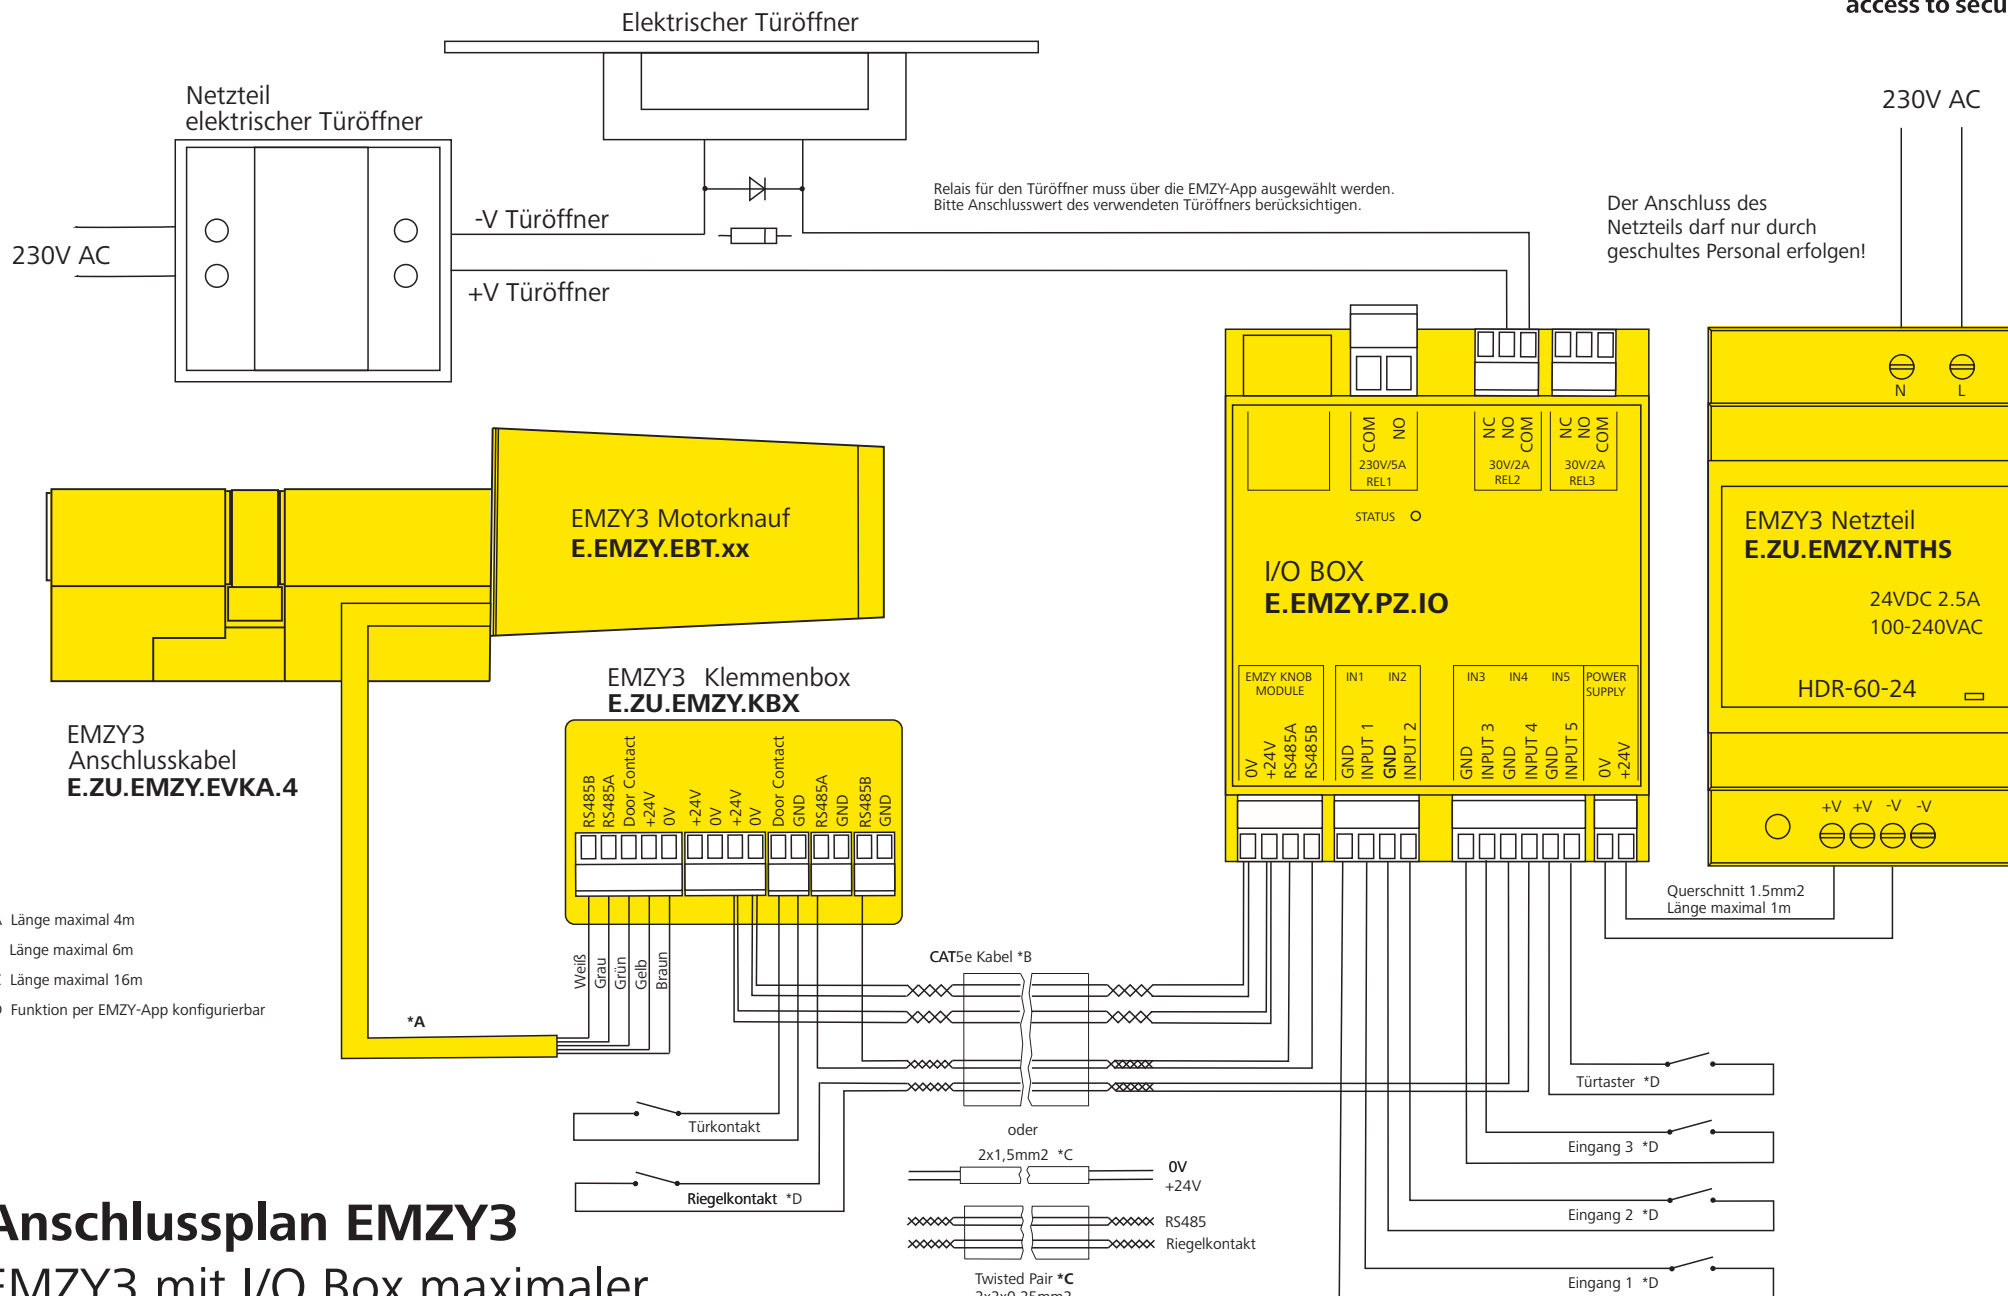 access to secu
Elektrischer Türöffner
Netzteil
elektrischer Türöffner
230V AC
-V Türöffner
+V Türöffner
Relais für den Türöffner muss über die EMZY-App ausgewählt werden.
Bitte Anschlusswert des verwendeten Türöffners berücksichtigen.
230V AC
Der Anschluss des
Netzteils darf nur durch
geschultes Personal erfolgen!
N
L
EMZY3 Netzteil
E.ZU.EMZY.NTHS
24VDC 2.5A
100-240VAC
HDR-60-24
+V +V -V -V
Querschnitt 1.5mm2
Länge maximal 1m
COM
NO
230V/5A
REL1
NC
NO
COM
30V/2A
REL2
NC
NO
COM
30V/2A
REL3
STATUS
I/O BOX
E.EMZY.PZ.IO
EMZY KNOB
MODULE
IN1
IN2
IN3
IN4
IN5
POWER
SUPPLY
0V
+24V
RS485A
RS485B
GND
INPUT 1
GND
INPUT 2
GND
INPUT 3
GND
INPUT 4
GND
INPUT 5
0V
+24V
EMZY3 Motorknauf
E.EMZY.EBT.xx
EMZY3 Klemmenbox
E.ZU.EMZY.KBX
RS485B
RS485A
Door Contact
+24V
0V
+24V
0V
+24V
0V
Door Contact
GND
RS485A
GND
RS485B
GND
Weiß
Grau
Grün
Gelb
Braun
EMZY3
Anschlusskabel
E.ZU.EMZY.EVKA.4
Länge maximal 4m
Länge maximal 6m
Länge maximal 16m
Funktion per EMZY-App konfigurierbar
*A
CAT5e Kabel *B
Türkontakt
Riegelkontakt *D
oder
2x1,5mm2 *C
0V
+24V
RS485
Riegelkontakt
Twisted Pair *C
2x2x0,25mm2
Türtaster *D
Eingang 3 *D
Eingang 2 *D
Eingang 1 *D
Anschlussplan EMZY3
EMZY3 mit I/O Box maximaler